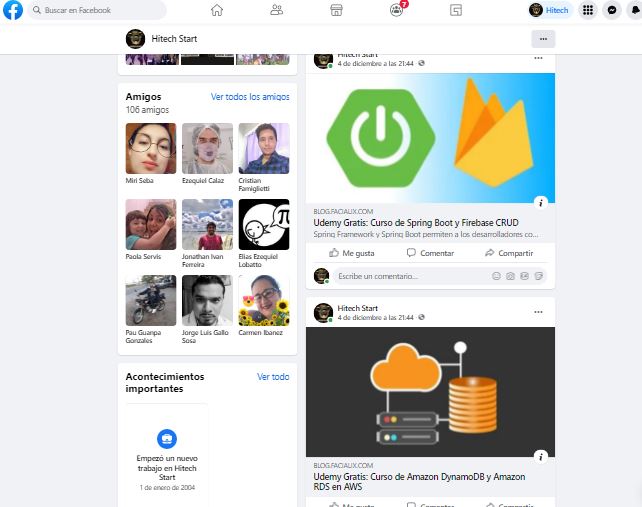 Buscar en Facebook
7
Hitech
Hitech Start
Amigos
Ver todos los amigos
106 amigos
Miri Seba
Ezequiel Calaz
Cristian
Famiglietti
Paola Servis
Jonathan Ivan
Ferreira
Elias Ezequiel
Lobatto
Pau Guanpa
Gonzales
Jorge Luis Gallo
Sosa
Carmen Ibanez
Acontecimientos
importantes
Ver todo
Empezó un nuevo
trabajo en Hitech
Start
1 de enero de 2004
Hitech Start
4 de diciembre a las 21:44
BLOG.FACIALIX.COM
Udemy Gratis: Curso de Spring Boot y Firebase CRUD
Spring Framework y Spring Boot permiten a los desarrolladores co...
Me gusta
Comentar
Compartir
Escribe un comentario...
GIF
Hitech Start
4 de diciembre a las 21:44
BLOG.FACIALIX.COM
Udemy Gratis: Curso de Amazon DynamoDB y Amazon
RDS en AWS
Me gusta
Comentar
Compartir